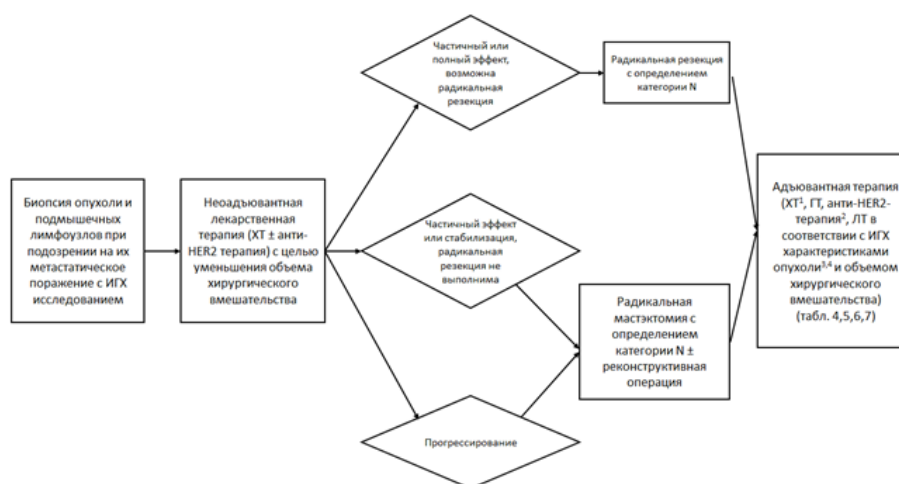 Биопсия опухоли и
подмышечных
лимфоузлов при
подозрении на их
метастатическое
поражение с ИГХ
исследованием
Неоадъювантная
лекарственная
терапия (ХТ ± анти-
HER2 терапия) с целью
уменьшения объема
хирургического
вмешательства
Частичный или
полный эффект,
возможна
радикальная
резекция
Частичный эффект
или стабилизация,
радикальная
резекция не
выполнима
Прогрессирование
Радикальная резекция
с определением
категории N
Радикальная
мастэктомия с
определением
категории N ±
реконструктивная
операция
Адъювантная терапия
(ХТ¹, ГТ, анти-HER2-
терапия², ЛТ в
соответствии с ИГХ
характеристиками
опухоли³,⁴ и объемом
хирургического
вмешательства)
(табл. 4,5,6,7)